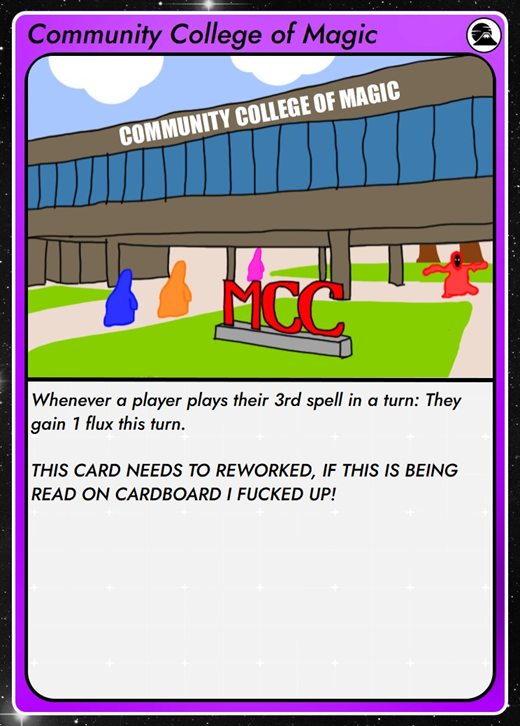 Community College of Magic
COMMUNITY COLLEGE OF MAGIC
MCC
Whenever a player plays their 3rd spell in a turn: They
gain 1 flux this turn.
THIS CARD NEEDS TO REWORKED, IF THIS IS BEING
READ ON CARDBOARD I FUCKED UP!